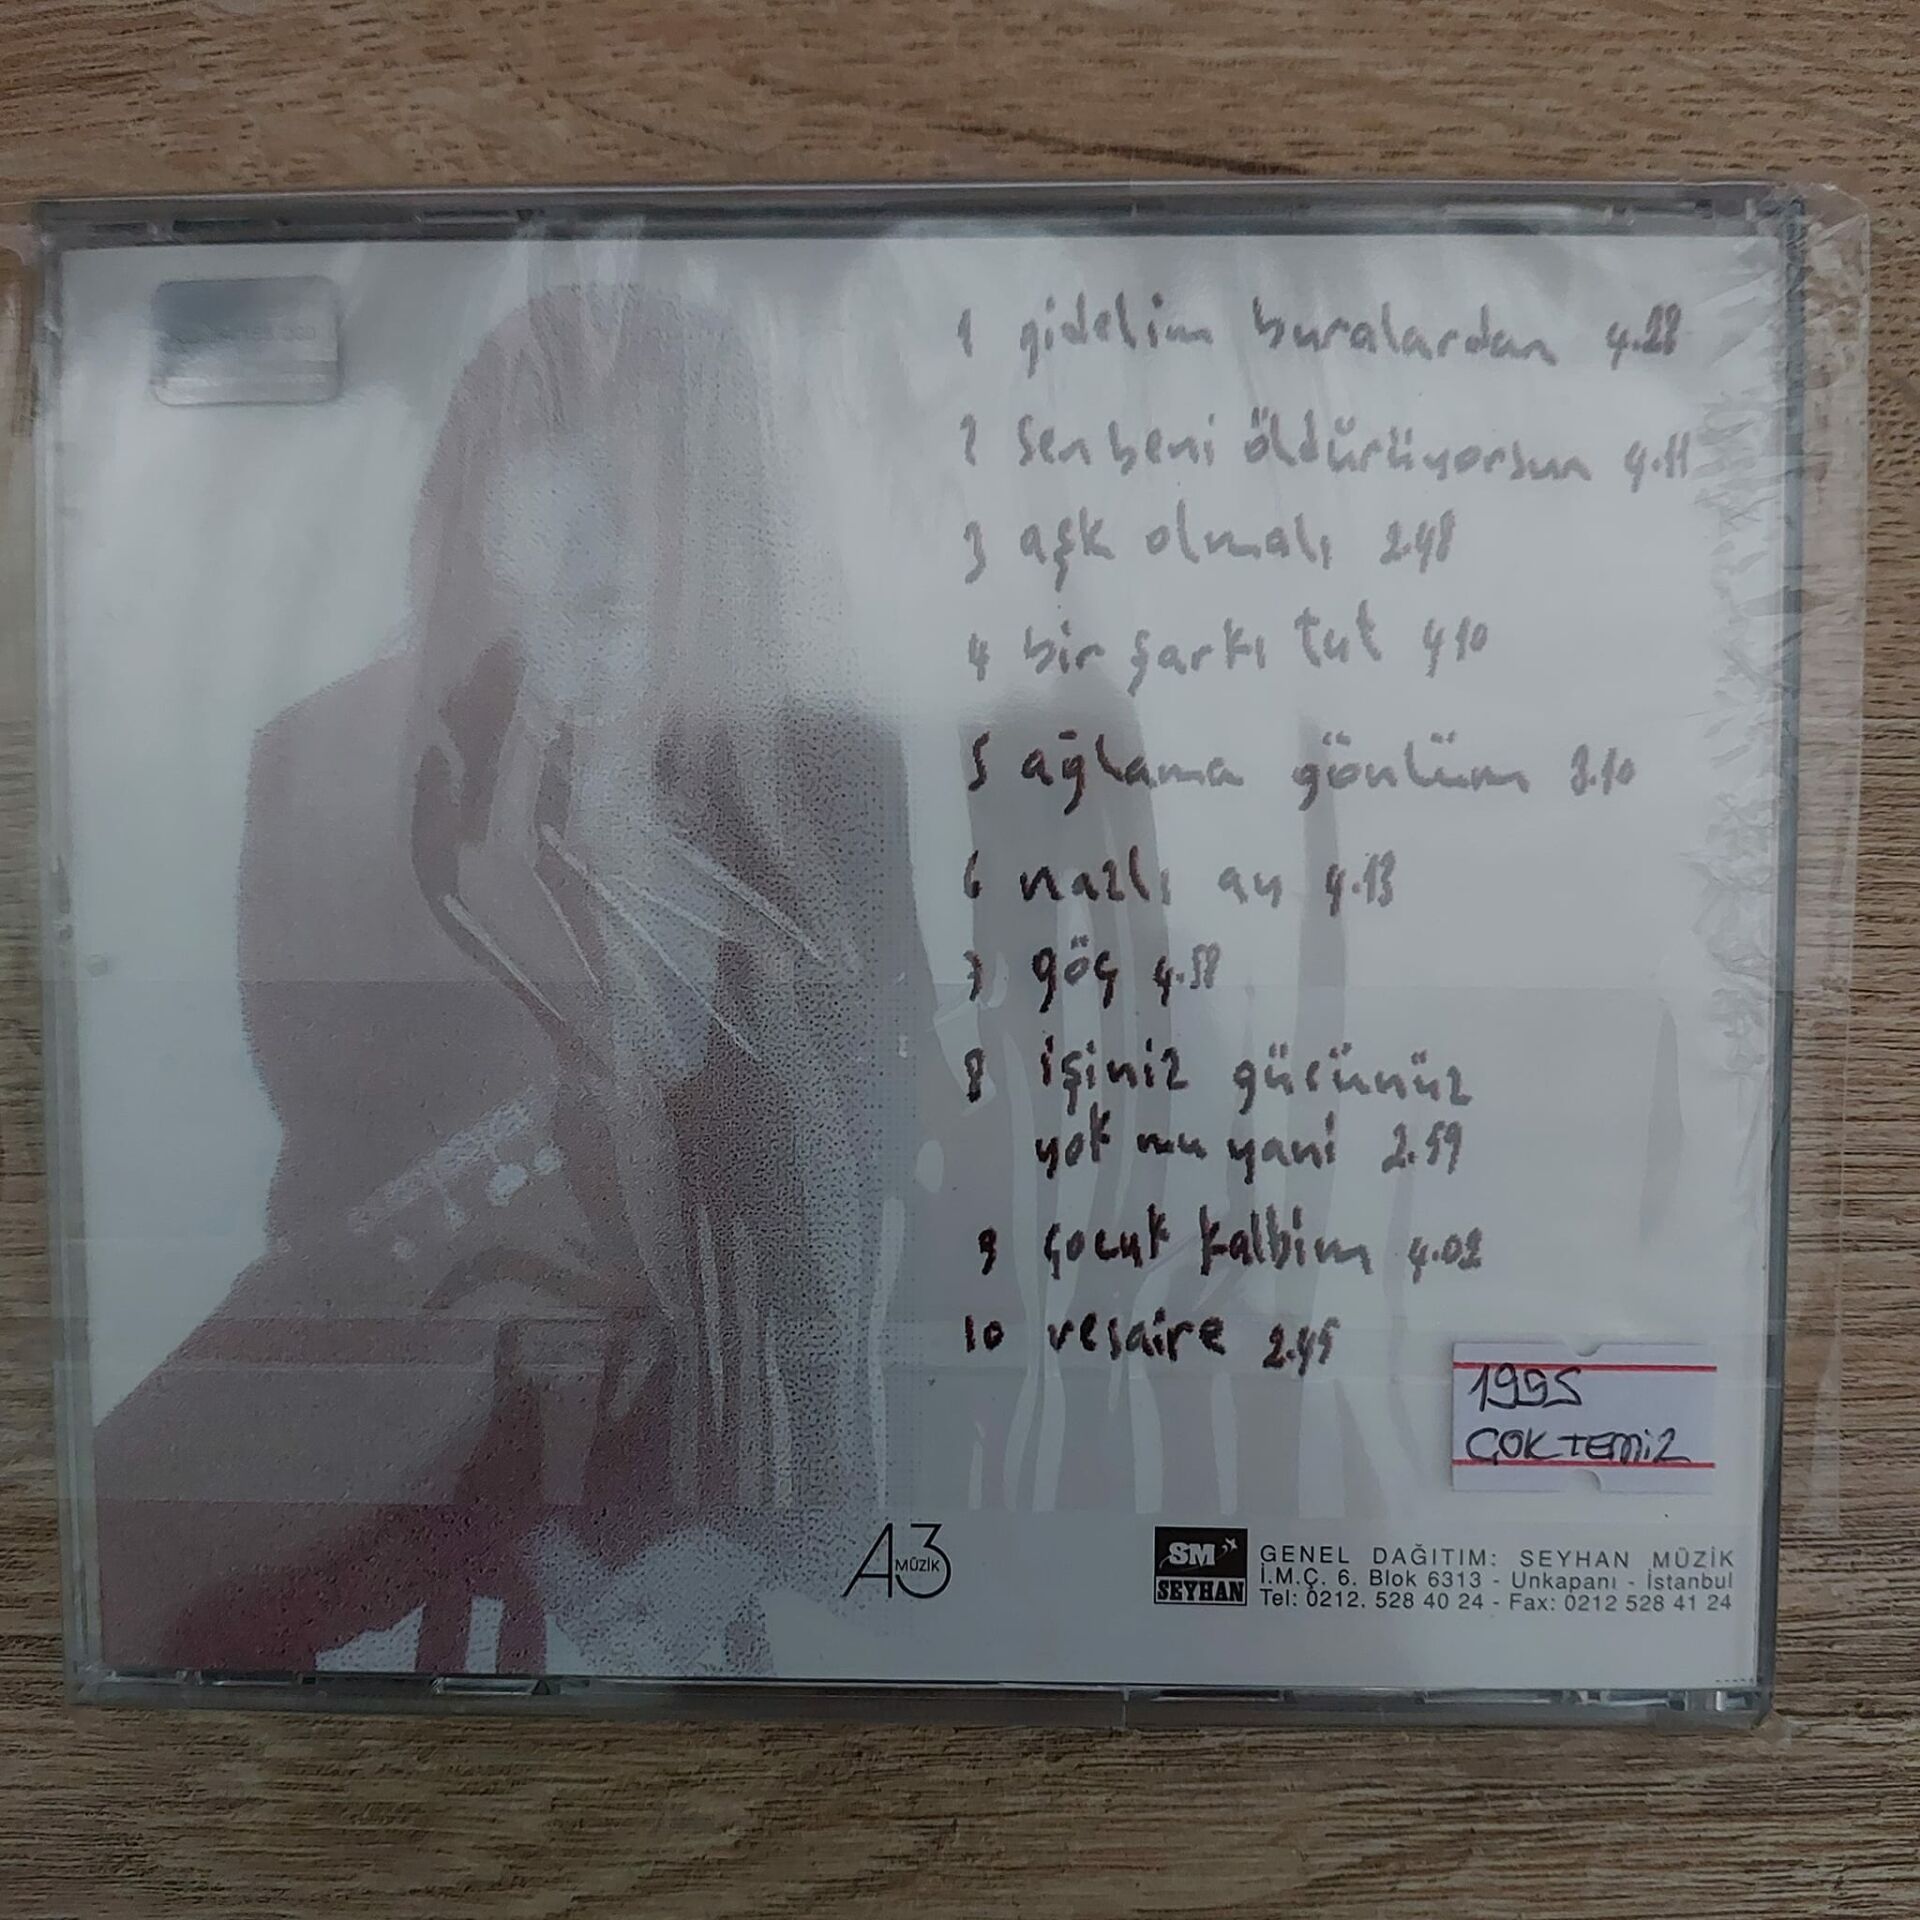 1 gidelim buralardan 4.28
2 sen beni öldürüyorsun 4.11
3 aşk olmalı 2.48
4 bir şarkı tut 4 10
5 ağlama gönlüm 3.10
6 nazlı ay 4.13
7 göç 4.58
8 işiniz gücünüz
yok mu yani 2.59
9 çocuk kalbim 4.02
10 vesaire 2.45
1995
ÇOK TEMiZ
A3 MÜZİK
SM
SEYHAN
GENEL DAĞITIM: SEYHAN MÜZİK
İ.M.Ç. 6. Blok 6313 - Unkapanı - İstanbul
Tel: 0212. 528 40 24 - Fax: 0212 528 41 24